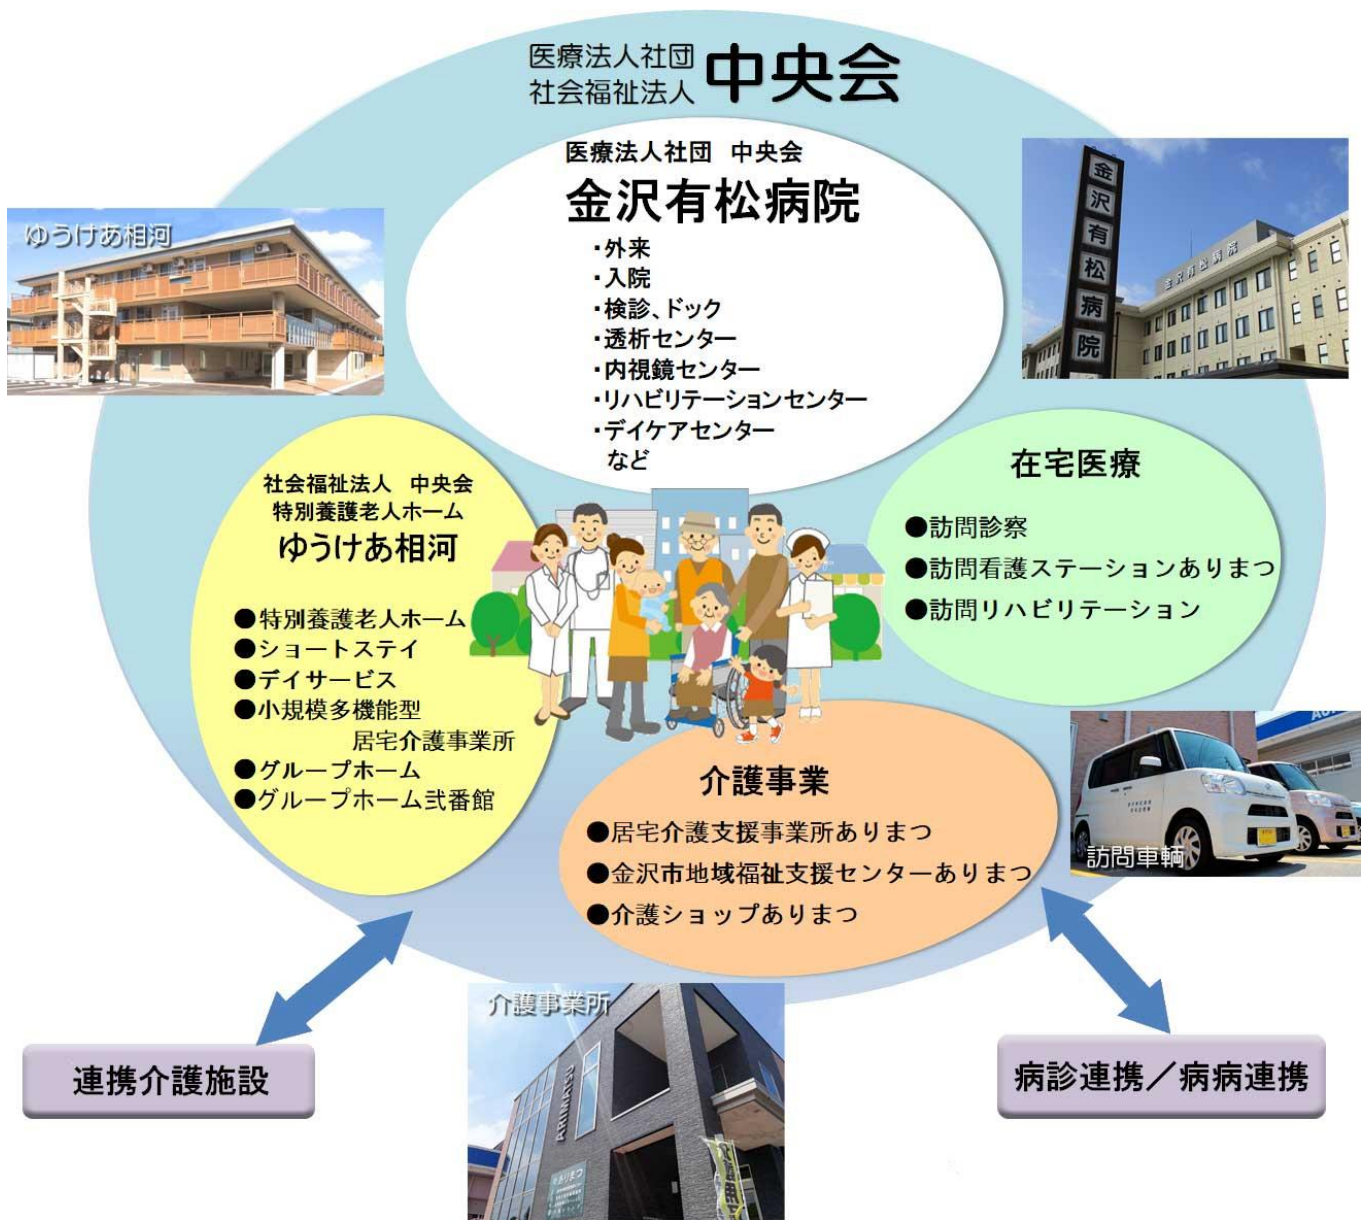 医療法人社団
社会福祉法人
中央会
医療法人社団 中央会
金沢有松病院
・外来
・入院
・検診、ドック
・透析センター
・内視鏡センター
・リハビリテーションセンター
・デイケアセンター
など
ゆうけあ相河
金沢有松病院
金沢有松病院
社会福祉法人 中央会
特別養護老人ホーム
ゆうけあ相河
●特別養護老人ホーム
●ショートステイ
●デイサービス
●小規模多機能型
居宅介護事業所
●グループホーム
●グループホーム弐番館
在宅医療
●訪問診察
●訪問看護ステーションありまつ
●訪問リハビリテーション
訪問車輌
介護事業
●居宅介護支援事業所ありまつ
●金沢市地域福祉支援センターありまつ
●介護ショップありまつ
介護事業所
ARIMATSU
ありまつ
連携介護施設
病診連携／病病連携